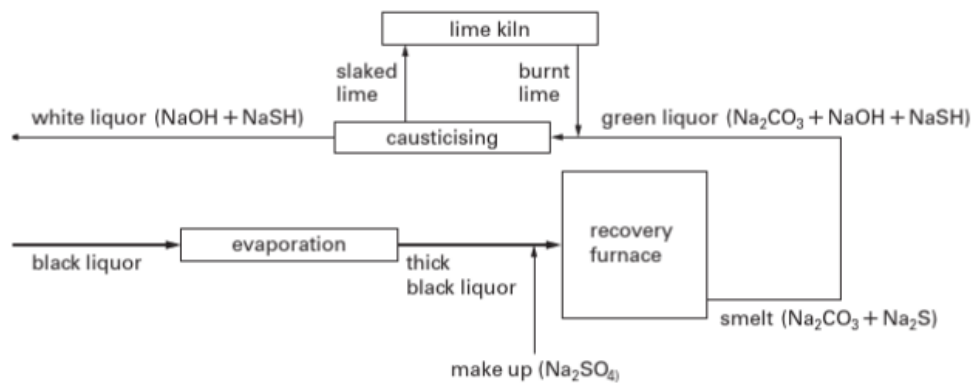 lime kiln
slaked
lime
burnt
lime
white liquor (NaOH + NaSH)
causticising
green liquor (Na₂CO₃ + NaOH + NaSH)
recovery
furnace
evaporation
black liquor
thick
black liquor
smelt (Na₂CO₃ + Na₂S)
make up (Na₂SO₄)